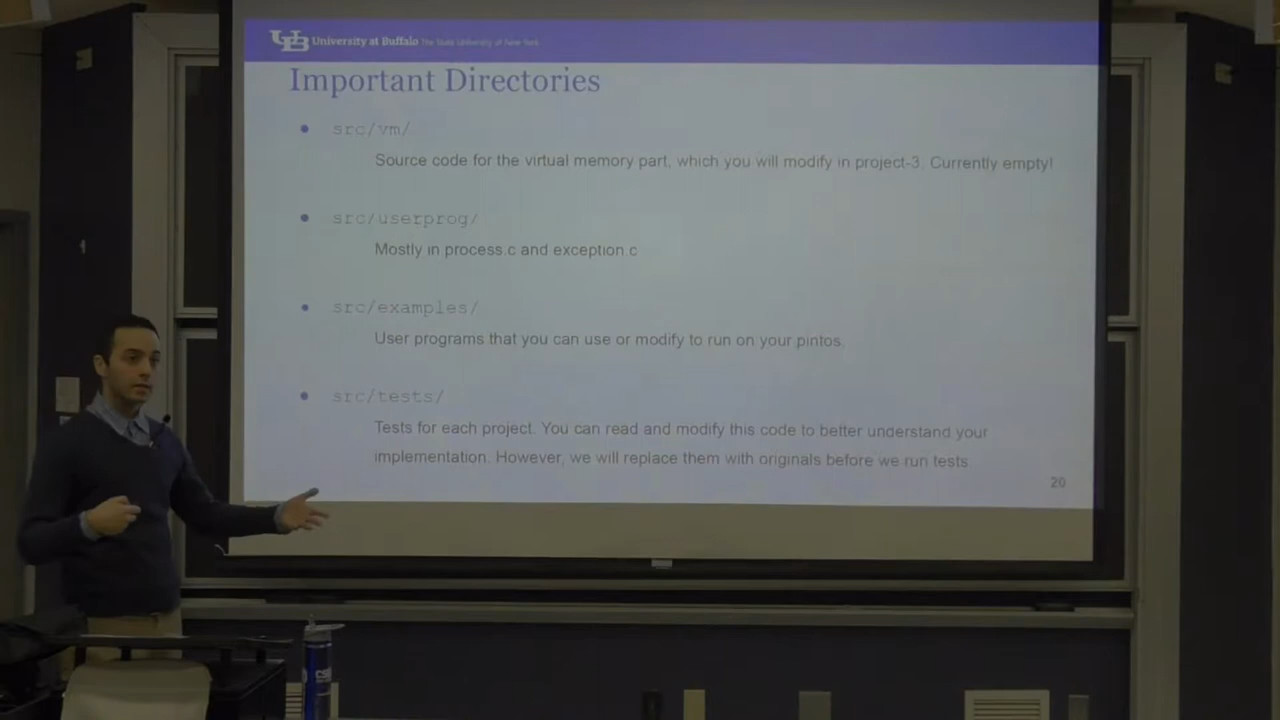 UB University at Buffalo The State University of New York
Important Directories
• src/vm/
Source code for the virtual memory part, which you will modify in project-3. Currently empty!
• src/userprog/
Mostly in process.c and exception.c
• src/examples/
User programs that you can use or modify to run on your pintos.
• src/tests/
Tests for each project. You can read and modify this code to better understand your
implementation. However, we will replace them with originals before we run tests
20